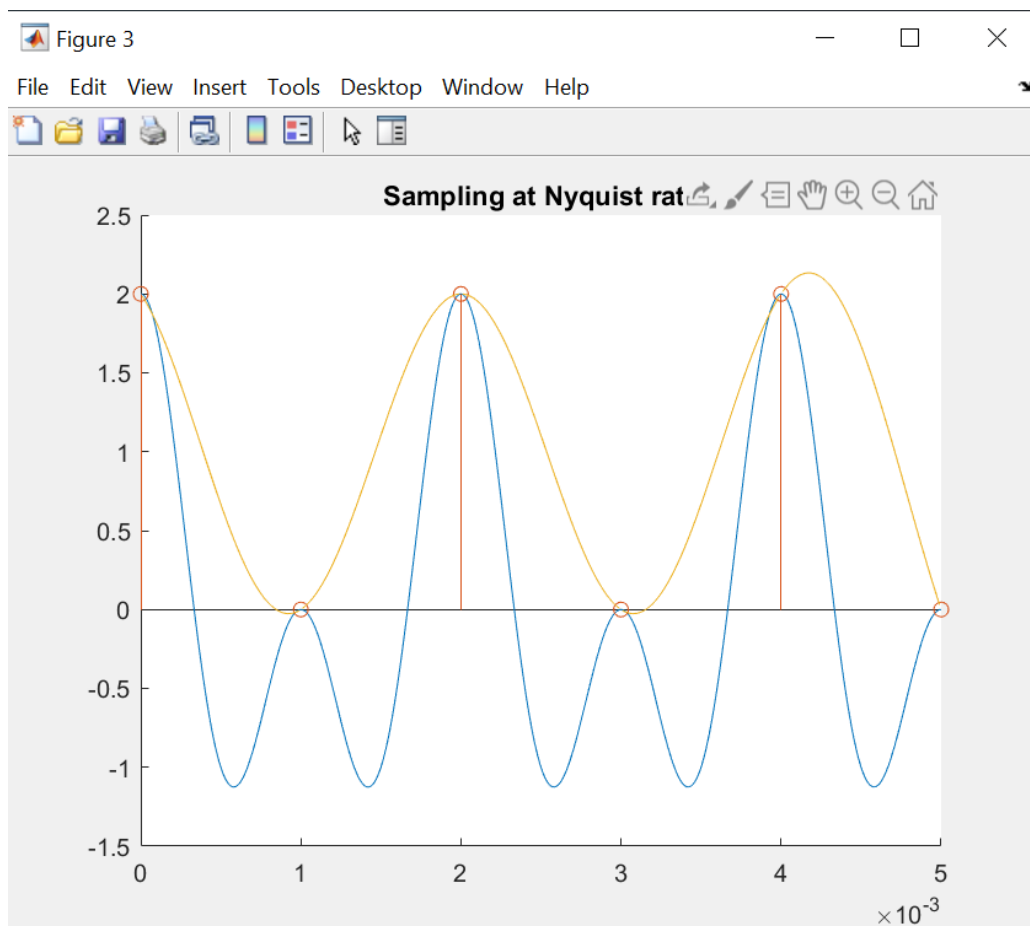 Figure 3
File Edit View Insert Tools Desktop Window Help
Sampling at Nyquist rat
2.5
2
1.5
1
0.5
0
-0.5
-1
-1.5
0 1 2 3 4 5
×10-3